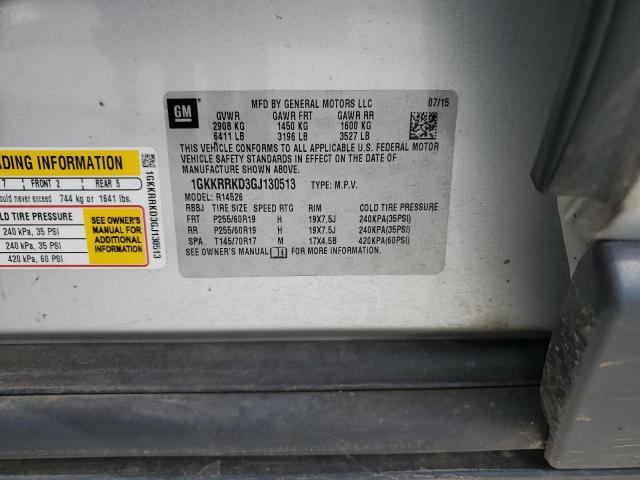 GM
MFD BY GENERAL MOTORS LLC 07/15
GVWR GAWR FRT GAWR RR
2908 KG 1450 KG 1600 KG
6411 LB 3196 LB 3527 LB
THIS VEHICLE CONFORMS TO ALL APPLICABLE U.S. FEDERAL MOTOR
VEHICLE SAFETY STANDARDS IN EFFECT ON THE DATE OF
MANUFACTURE SHOWN ABOVE.
1GKKRRKD3GJ130513 TYPE: M.P.V.
MODEL: R14526
RBBJ TIRE SIZE SPEED RTG RIM COLD TIRE PRESSURE
FRT P255/60R19 H 19X7.5J 240KPA(35PSI)
RR P255/60R19 H 19X7.5J 240KPA(35PSI)
SPA T145/70R17 M 17X4.5B 420KPA(60PSI)
SEE OWNER'S MANUAL FOR MORE INFORMATION.
ADING INFORMATION
7 FRONT 2 REAR 5
ould never exceed 744 kg or 1641 lbs.
LD TIRE PRESSURE
240 kPa, 35 PSI
240 kPa, 35 PSI
420 kPa, 60 PSI
SEE OWNER'S
MANUAL FOR
ADDITIONAL
INFORMATION
1GKKRRKD3GJ130513